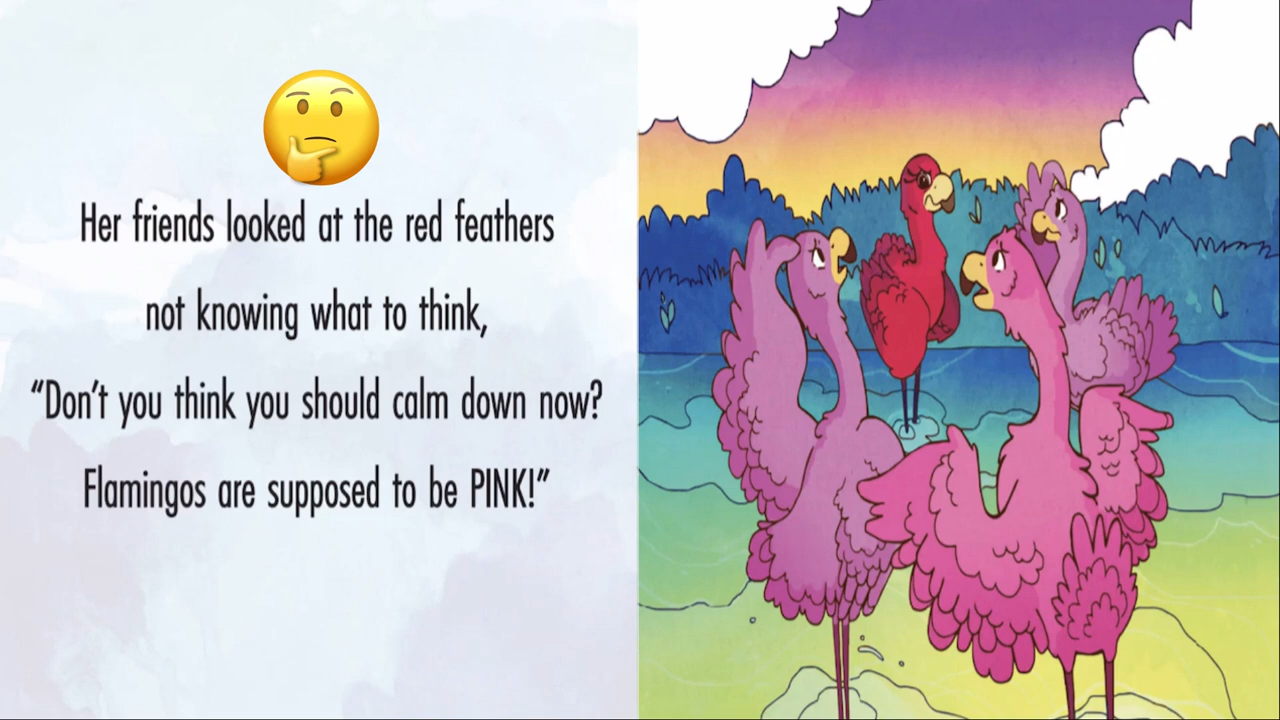 Her friends looked at the red feathers
not knowing what to think,
“Don’t you think you should calm down now?
Flamingos are supposed to be PINK!”